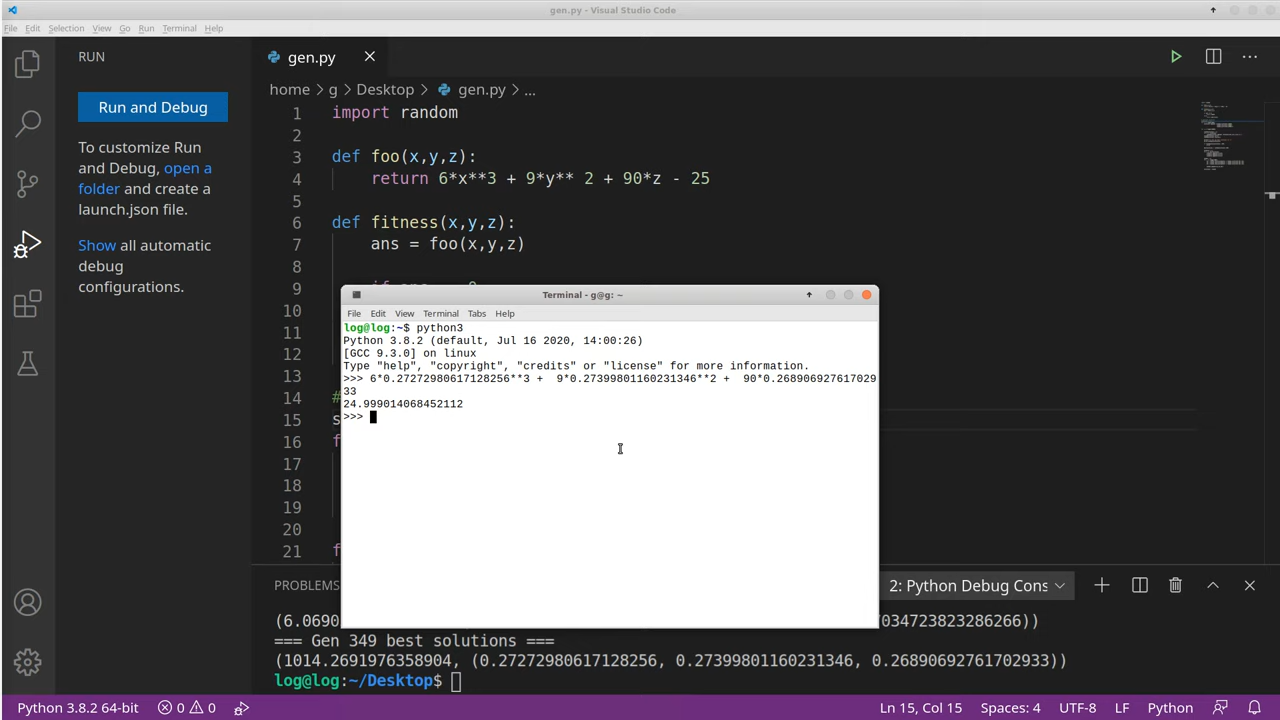 gen.py - Visual Studio Code
File Edit Selection View Go Run Terminal Help
RUN
Run and Debug
To customize Run
and Debug, open a
folder and create a
launch.json file.
Show all automatic
debug
configurations.
gen.py
home > g > Desktop > gen.py > ...
1 import random
2
3 def foo(x,y,z):
4 return 6*x**3 + 9*y** 2 + 90*z - 25
5
6 def fitness(x,y,z):
7 ans = foo(x,y,z)
8
9
10
11
12
13
14 #
15 s
16 f
17
18
19
20
21 f
Terminal - g@g: ~
File Edit View Terminal Tabs Help
log@log:~$ python3
Python 3.8.2 (default, Jul 16 2020, 14:00:26)
[GCC 9.3.0] on linux
Type "help", "copyright", "credits" or "license" for more information.
>>> 6*0.27272980617128256**3 + 9*0.27399801160231346**2 + 90*0.268906927617029
33
24.999014068452112
>>>
PROBLEMS
2: Python Debug Cons
(6.0690 034723823286266))
=== Gen 349 best solutions ===
(1014.2691976358904, (0.27272980617128256, 0.27399801160231346, 0.26890692761702933))
log@log:~/Desktop$
Python 3.8.2 64-bit 0 0 Ln 15, Col 15 Spaces: 4 UTF-8 LF Python